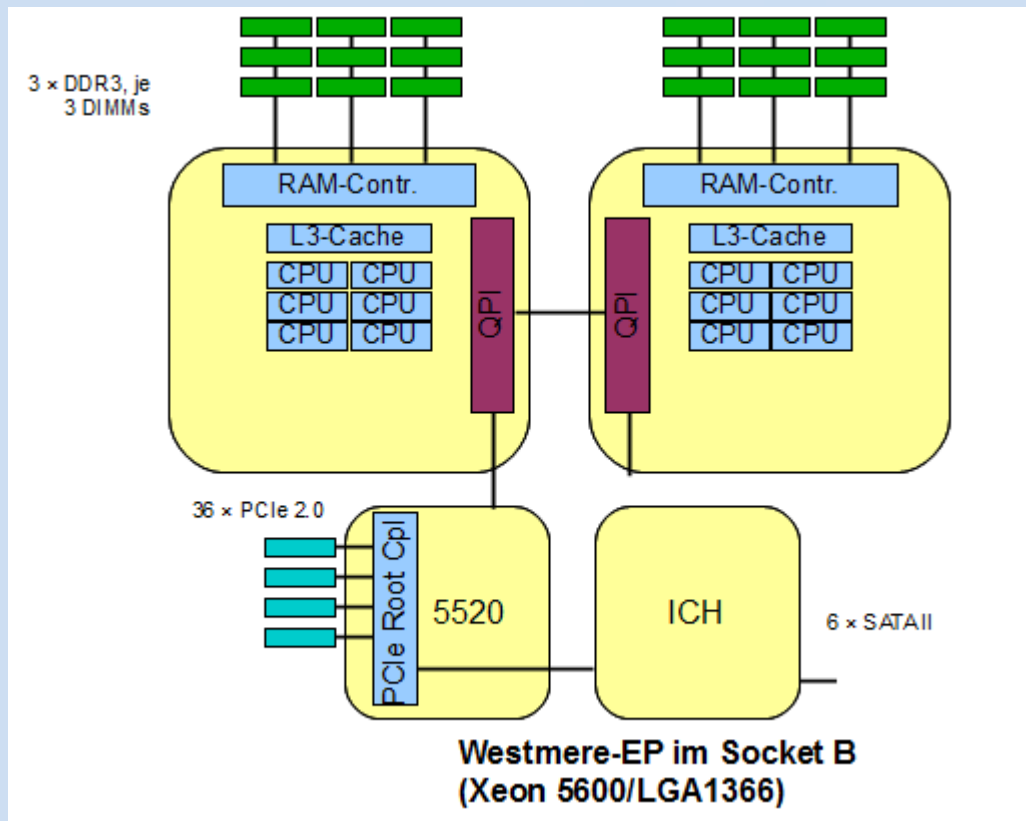 3 × DDR3, je
3 DIMMs
RAM-Contr.
RAM-Contr.
L3-Cache
L3-Cache
CPU CPU
CPU CPU
CPU CPU
CPU CPU
CPU CPU
CPU CPU
QPI
QPI
36 × PCIe 2.0
PCIe Root Cpl
5520
ICH
6 × SATAII
Westmere-EP im Socket B
(Xeon 5600/LGA1366)